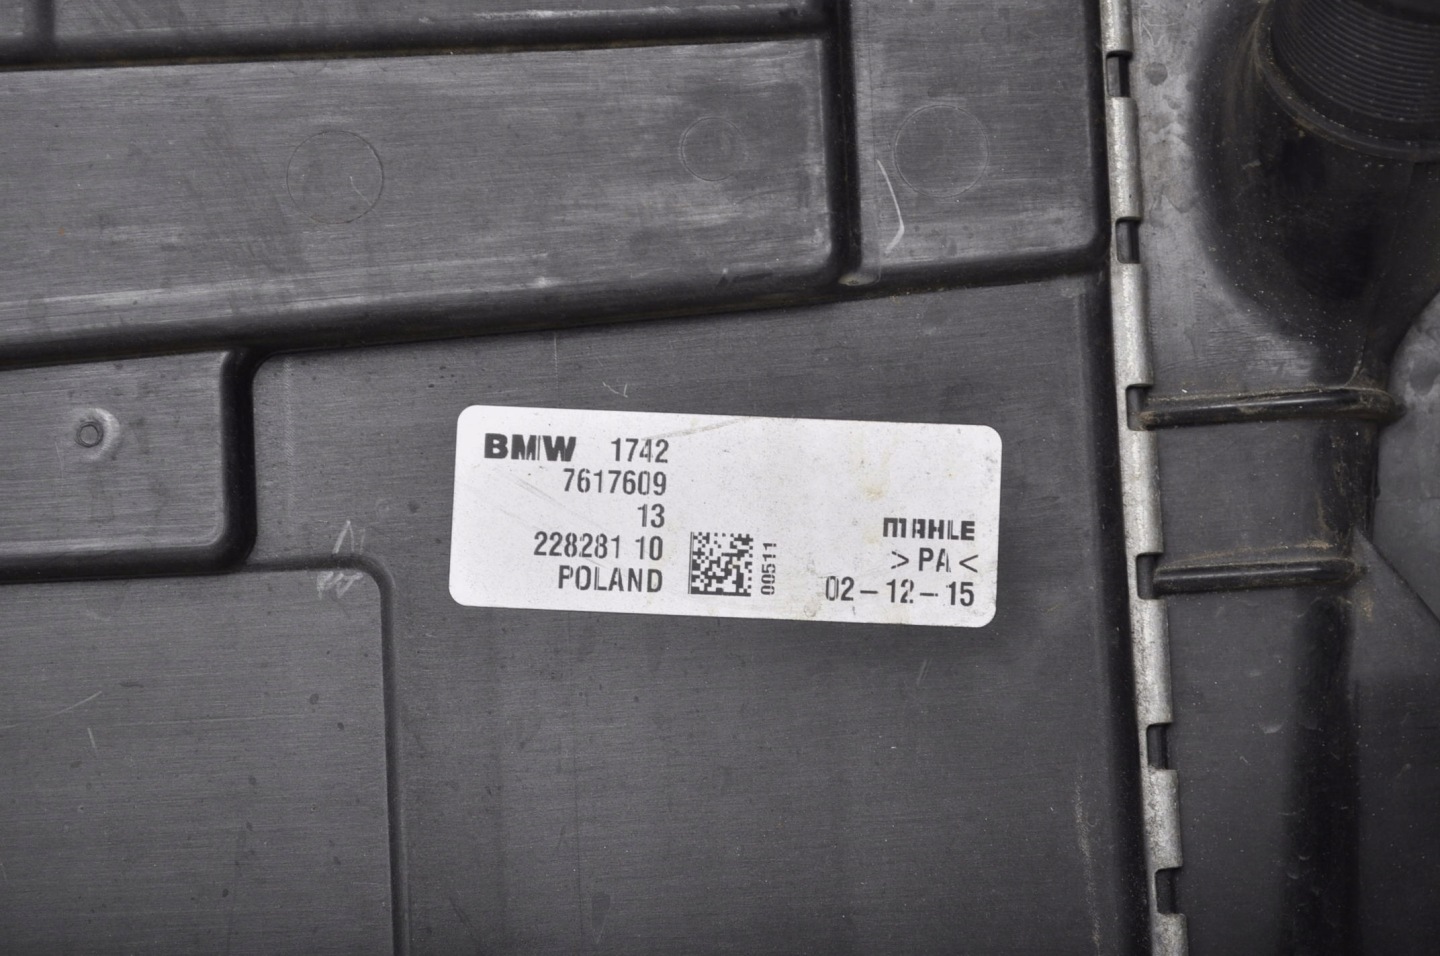 BMW 1742
7617609
13
228281 10
POLAND
00511
MAHLE
>PA<
02-12-15